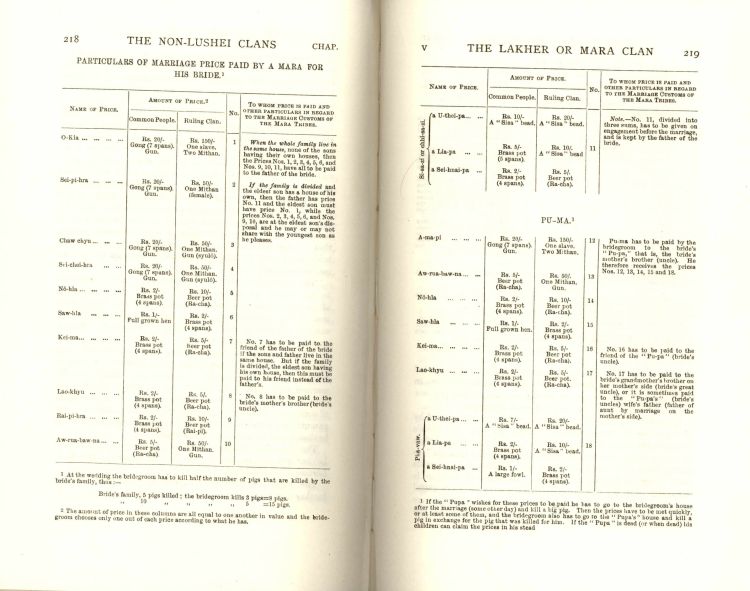 218 THE NON-LUSHEI CLANS CHAP.
PARTICULARS OF MARRIAGE PRICE PAID BY A MARA FOR
HIS BRIDE.¹
NAME OF PRICE.
AMOUNT OF PRICE.²
Common People.
Ruling Clan.
No.
TO WHOM PRICE IS PAID AND
OTHER PARTICULARS IN REGARD
TO THE MARRIAGE CUSTOMS OF
THE MARA TRIBES.
O-Kia ... ... ... ...
Rs. 20/-
Gong (7 spans).
Gun.
Rs. 150/-
One slave.
Two Mithan.
1
When the whole family live in
the same house, none of the sons
having their own houses, then
the Prices Nos. 1, 2, 3, 4, 5, 6, and
Nos. 9, 10, 11, have all to be paid
to the father of the bride.
Sei-pi-hra ... ... ...
Rs. 20/-
Gong (7 spans).
Gun.
Rs. 50/-
One Mithan
(female).
2
If the family is divided and
the eldest son has a house of his
own, then the father has price
No. 11 and the eldest son must
have price No. 1, while the
prices Nos. 2, 3, 4, 5, 6, and Nos.
9, 10, are at the eldest son's dis-
posal and he may or may not
share with the youngest son as
he pleases.
Chaw chyu ... ... ...
Rs. 20/-
Gong (7 spans).
Gun.
Rs. 50/-
One Mithan.
Gun (syulö).
3
Sei-chei-hra ... ...
Rs. 20/-
Gong (7 spans).
Gun.
Rs. 50/-
One Mithan.
Gun (syulö).
4
Nō-hla ... ... ... ...
Rs. 2/-
Brass pot
(4 spans).
Rs. 10/-
Beer pot
(Ra-cha).
5
Saw-hla ... ... ... ...
Rs. 1/-
Full grown hen
Rs. 2/-
Brass pot
(4 spans).
6
Kei-ma... ... ... ...
Rs. 2/-
Brass pot
(4 spans).
Rs. 5/-
Beer pot
(Ra-cha).
7
No. 7 has to be paid to the
friend of the father of the bride
if the sons and father live in the
same house. But if the family
is divided, the eldest son having
his own house, then this must be
paid to his friend instead of the
father's.
Lao-khyu ... ... ...
Rs. 2/-
Brass pot
(4 spans).
Rs. 5/.
Beer pot
(Ra-cha).
8
No. 8 has to be paid to the
bride's mother's brother (bride's
uncle).
Rai-pi-hra ... ... ...
Rs. 2/-
Brass pot
(4 spans).
Rs. 10/-
Beer pot
(Rai-pi).
9
Aw-rua-baw-na ... ...
Rs. 5/-
Beer pot
(Ra-cha)
Rs. 50/-
One Mithan.
Gun.
10
¹ At the wedding the bridegroom has to kill half the number of pigs that are killed by the
bride's family, thus :—
Bride's family, 5 pigs killed ; the bridegroom kills 3 pigs=8 pigs.
" 10 " " " " 5 " =15 pigs.
² The amount of price in these columns are all equal to one another in value and the bride-
groom chooses only one out of each price according to what he has.
V THE LAKHER OR MARA CLAN 219
NAME OF PRICE.
AMOUNT OF PRICE.
Common People.
Ruling Clan.
No.
TO WHOM PRICE IS PAID AND
OTHER PARTICULARS IN REGARD
TO THE MARRIAGE CUSTOMS OF
THE MARA TRIBES.
a U-thei-pa... ...
Rs. 10/-
A "Sisa" bead.
Rs. 20/-
A "Sisa" bead.
a Lia-pa ... ...
Rs. 5/-
Brass pot
(5 spans).
Rs. 10/.
A "Sisa" bead
a Sei-hnai-pa ...
Rs. 2/-
Brass pot
(4 spans).
Rs. 5/.
Beer pot
(Ra-cha).
11
Note.—No. 11, divided into
three sums, has to be given on
engagement before the marriage,
and is kept by the father of the
bride.
PU-MA.¹
A-ma-pi ... ... ...
Rs. 20/-
Gong (7 spans).
Gun.
Rs. 150/-
One slave.
Two Mithan.
12
Pu-ma has to be paid by the
bridegroom to the bride's
"Pu-pa," that is, the bride's
mother's brother (uncle). He
therefore receives the prices
Nos. 12, 13, 14, 15 and 18.
Aw-rua-baw-na... ...
Rs. 5/-
Beer pot
(Ra-cha).
Rs. 50/.
One Mithan.
Gun.
13
Nō-hla ... ... ...
Rs. 2/-
Brass pot
(4 spans).
Rs. 10/-
Beer pot
(Ra-cha).
14
Saw-hla ... ... ...
Rs. 1/-
Full grown hen.
Rs. 2/-
Brass pot
(4 spans).
15
Kei-ma... ... ... ...
Rs. 2/-
Brass pot
(4 spans).
Rs. 5/-
Beer pot
(Ra-cha).
16
No. 16 has to be paid to the
friend of the "Pu-pa" (bride's
uncle).
Lao-khyu ... ... ...
Rs. 2/-
Brass pot
(4 spans).
Rs. 5/-
Beer pot.
(Ra-cha).
17
No. 17 has to be paid to the
bride's grandmother's brother on
her mother's side (bride's great
uncle), or it is sometimes paid
to the "Pu-pa's" (bride's
uncles) wife's father (father of
aunt by marriage on the
mother's side).
Pua-vaw.
a U-thei-pa... ...
Rs. 7/-
A "Sisa" bead.
Rs. 20/-
A "Sisa" bead.
a Lia-pa ... ...
Rs. 2/-
Brass pot
(4 spans).
Rs. 10/-
A "Sisa" bead.
18
a Sei-hnai-pa ...
Rs. 1/-
A large fowl.
Rs. 2/-
Brass pot
(4 spans).
¹ If the "Pupa" wishes for these prices to be paid he has to go to the bridegroom's house
after the marriage (some other day) and kill a big pig. Then the prices have to be met quickly,
or at least some of them, and the bridegroom also has to go to the "Pupa's" house and kill a
pig in exchange for the pig that was killed for him. If the "Pupa" is dead (or when dead) his
children can claim the prices in his stead